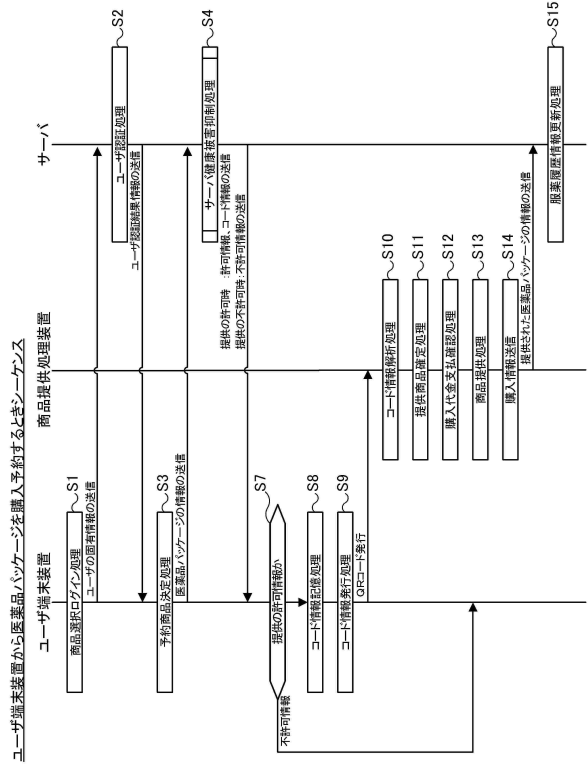 ユーザ端末装置から医薬品パッケージを購入予約するときシーケンス
ユーザ端末装置
商品提供処理装置
サーバ
商品選択ログイン処理
S1
ユーザの固有情報の送信
ユーザ認証処理
S2
ユーザ認証結果情報の送信
予約商品決定処理
S3
医薬品パッケージの情報の送信
サーバ健康被害抑制処理
S4
提供の許可時 :許可情報、コード情報の送信
提供の不許可時:不許可情報の送信
提供の許可情報か
S7
不許可情報
コード情報記憶処理
S8
コード情報発行処理
S9
QRコード発行
コード情報解析処理
S10
提供商品確定処理
S11
購入代金支払確認処理
S12
商品提供処理
S13
購入情報送信
S14
提供された医薬品パッケージの情報の送信
服薬履歴情報更新処理
S15